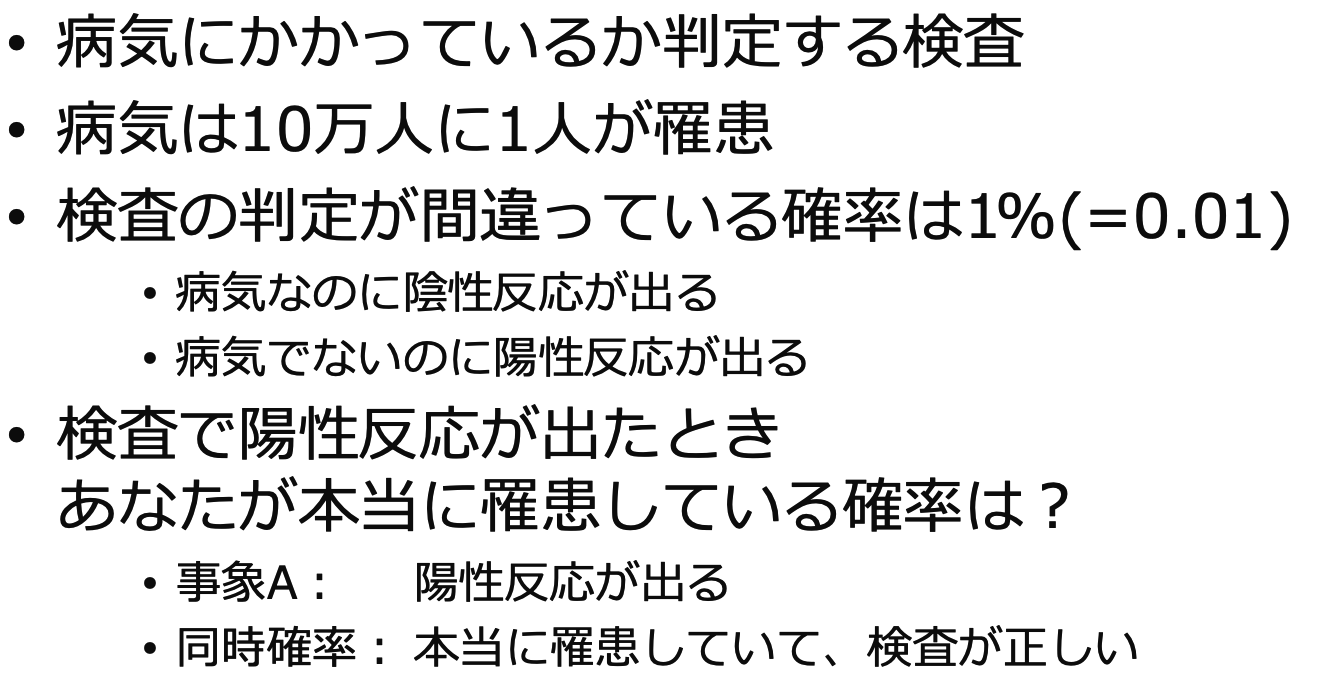 • 病気にかかっているか判定する検査
• 病気は10万人に1人が罹患
• 検査の判定が間違っている確率は1%(=0.01)
• 病気なのに陰性反応が出る
• 病気でないのに陽性反応が出る
• 検査で陽性反応が出たとき
あなたが本当に罹患している確率は？
• 事象A： 陽性反応が出る
• 同時確率： 本当に罹患していて、検査が正しい